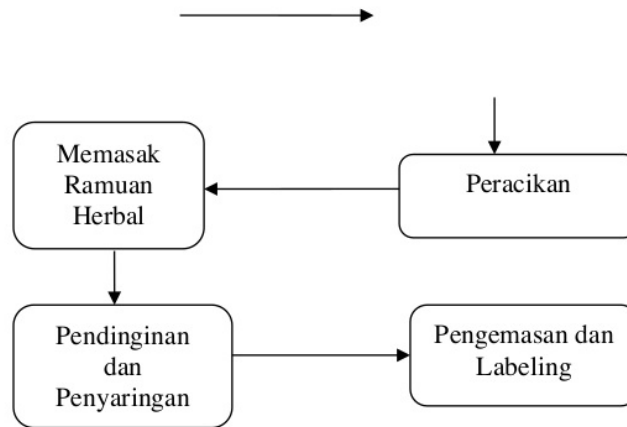 Memasak
Ramuan
Herbal
Peracikan
Pendinginan
dan
Penyaringan
Pengemasan dan
Labeling